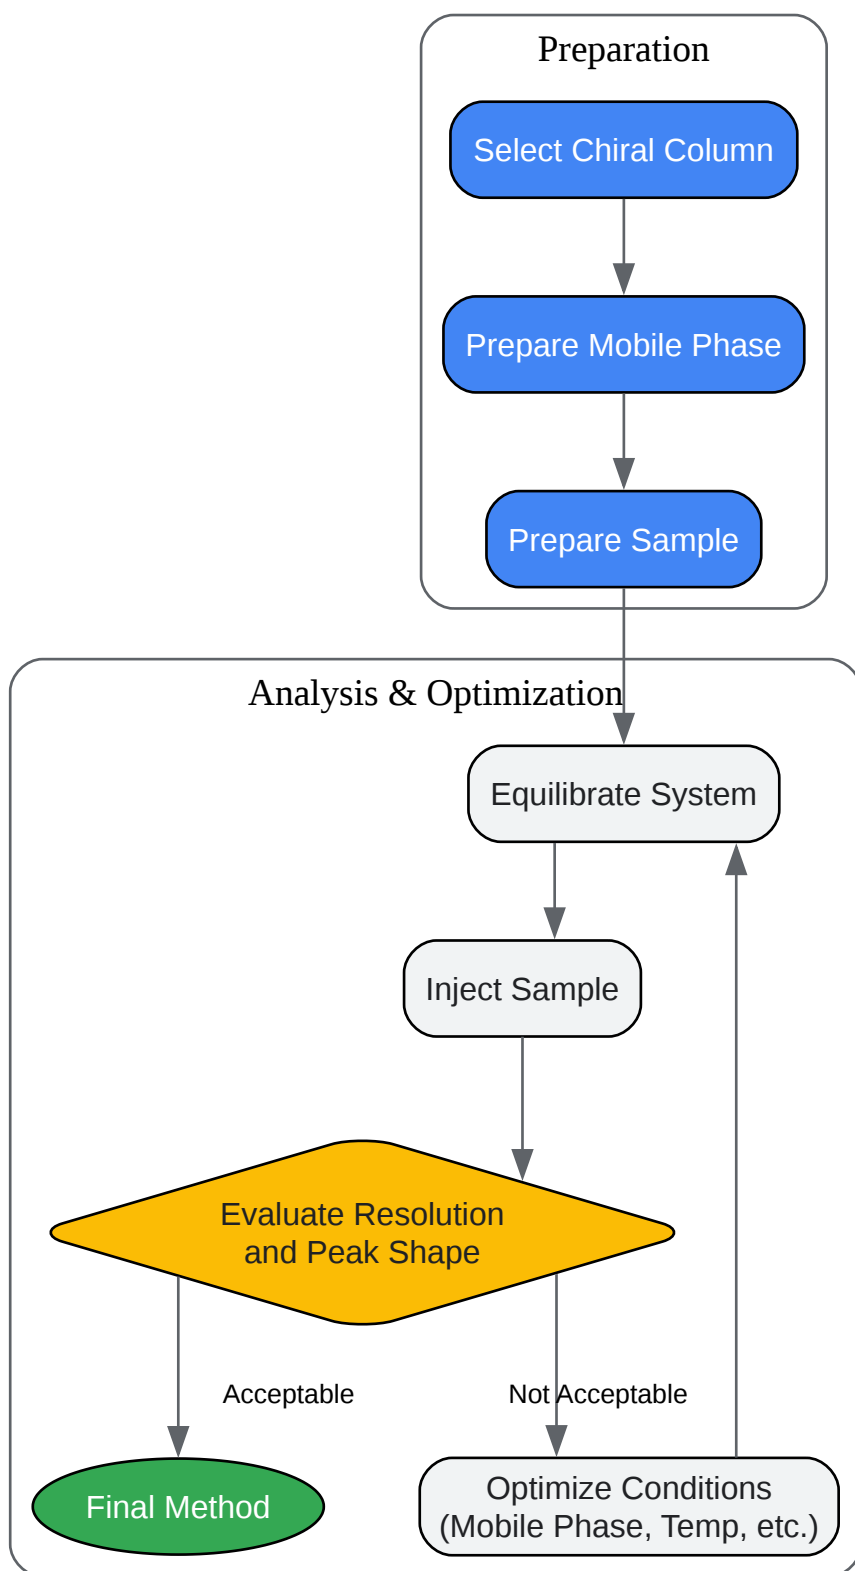 Preparation
Select Chiral Column
Prepare Mobile Phase
Prepare Sample
Analysis & Optimization
Equilibrate System
Inject Sample
Evaluate Resolution
and Peak Shape
Acceptable
Not Acceptable
Final Method
Optimize Conditions
(Mobile Phase, Temp, etc.)